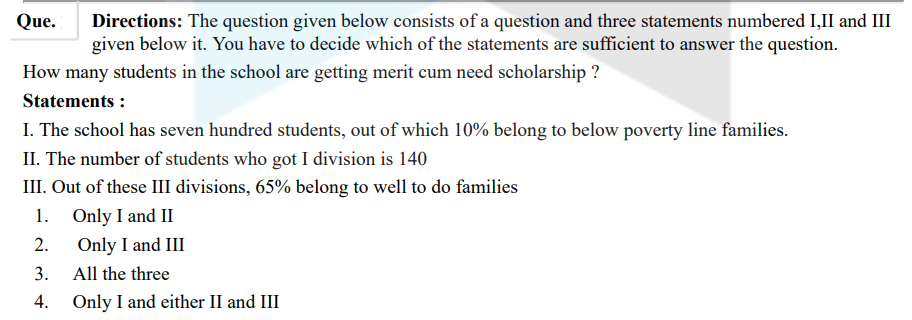 Que. Directions: The question given below consists of a question and three statements numbered I,II and III
given below it. You have to decide which of the statements are sufficient to answer the question.
How many students in the school are getting merit cum need scholarship ?
Statements :
I. The school has seven hundred students, out of which 10% belong to below poverty line families.
II. The number of students who got I division is 140
III. Out of these III divisions, 65% belong to well to do families
1. Only I and II
2. Only I and III
3. All the three
4. Only I and either II and III